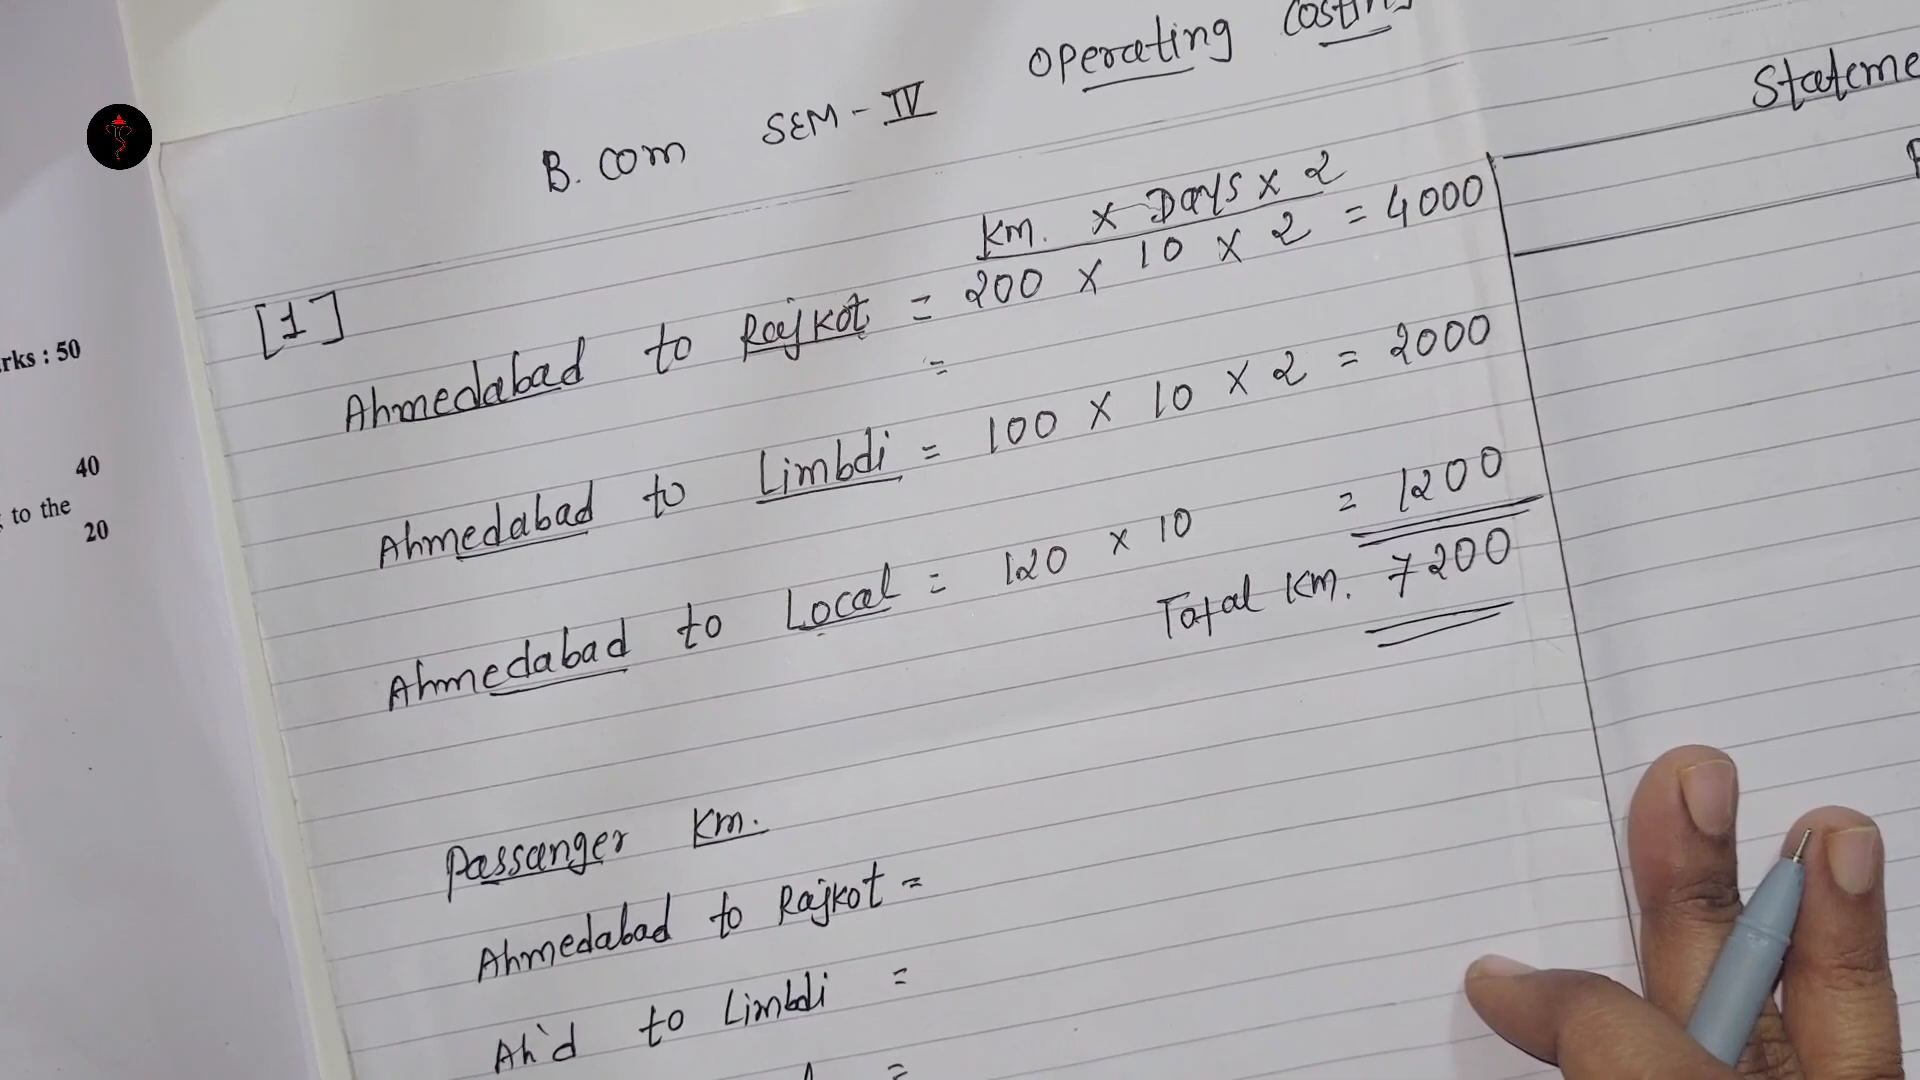 Operating Costing
B. com SEM - IV
Km. x Days x 2
[1]
Ahmedabad to Rajkot = 200 x 10 x 2 = 4000
=
Ahmedabad to Limbdi = 100 x 10 x 2 = 2000
Ahmedabad to Local = 120 x 10 = 1200
Total Km. 7200
Passanger Km.
Ahmedabad to Rajkot =
Ah'd to Limbdi =
=
Stateme
rks : 50
40
to the
20